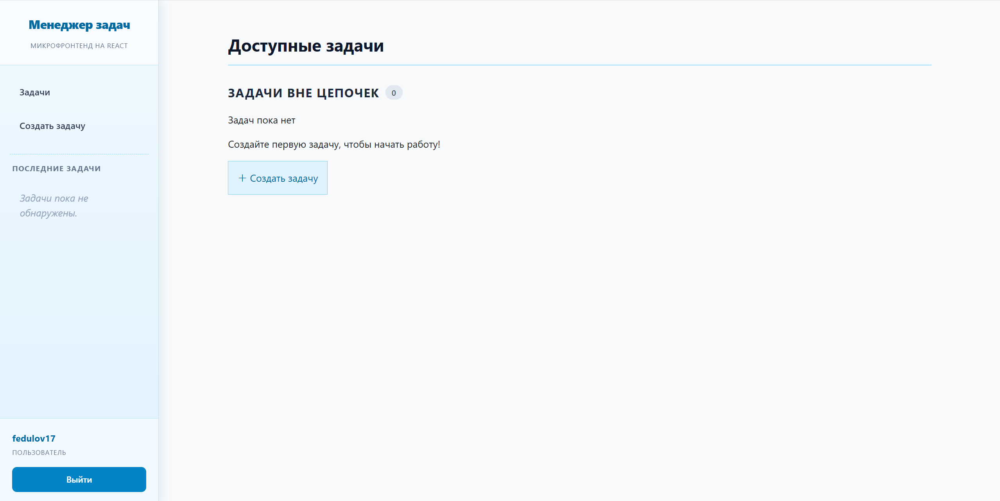 Менеджер задач
МИКРОФРОНТЕНД НА REACT
Задачи
Создать задачу
ПОСЛЕДНИЕ ЗАДАЧИ
Задачи пока не
обнаружены.
fedulov17
ПОЛЬЗОВАТЕЛЬ
Выйти
Доступные задачи
ЗАДАЧИ ВНЕ ЦЕПОЧЕК 0
Задач пока нет
Создайте первую задачу, чтобы начать работу!
+ Создать задачу